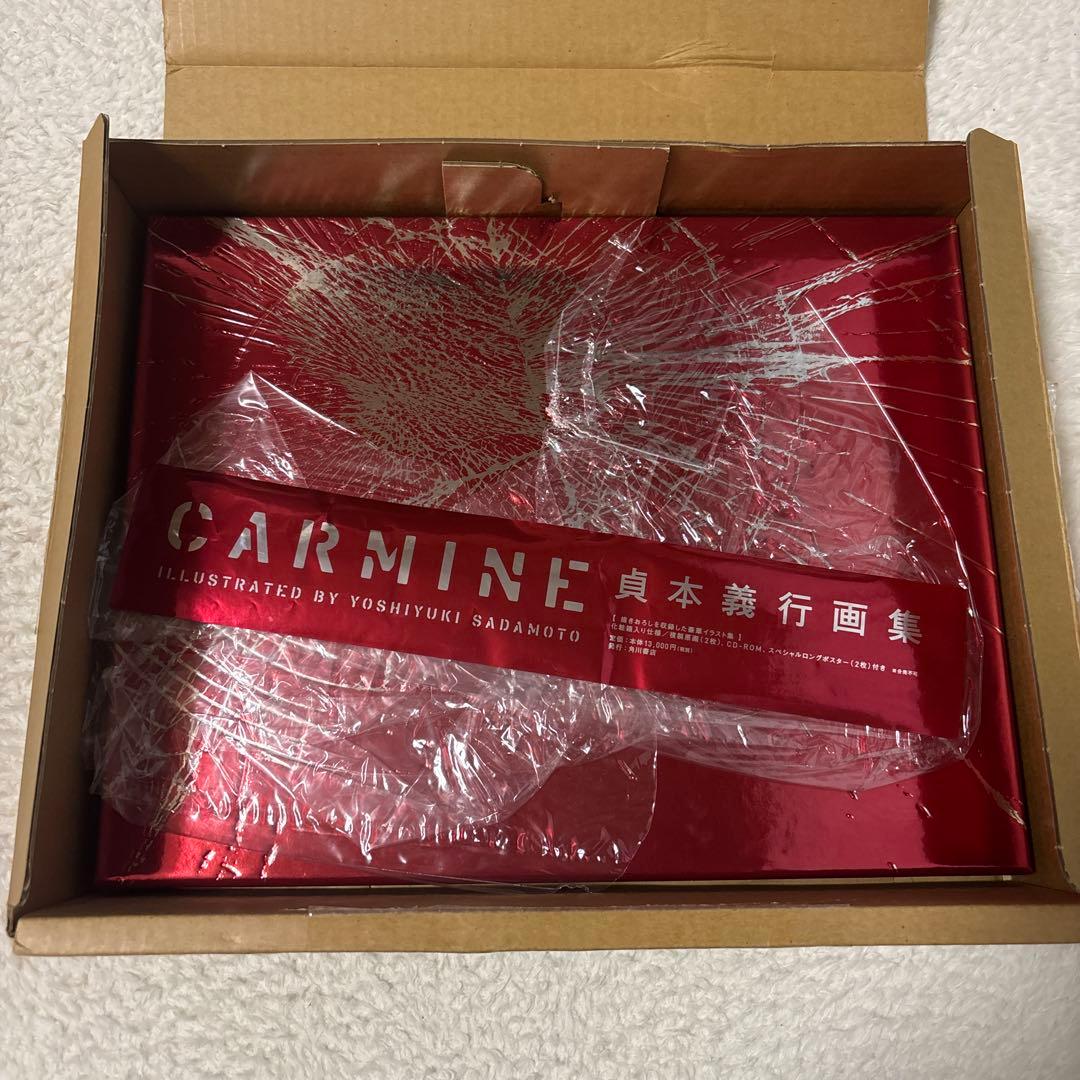 CARMINE
ILLUSTRATED BY YOSHIYUKI SADAMOTO
貞本義行画集
【 描きおろしを収録した豪華イラスト集 】
化粧箱入り仕様／複製原画(2枚)、CD-ROM、スペシャルロングポスター(2枚)付き ※分売不可
定価：本体13,000円(税別)
発行：角川書店